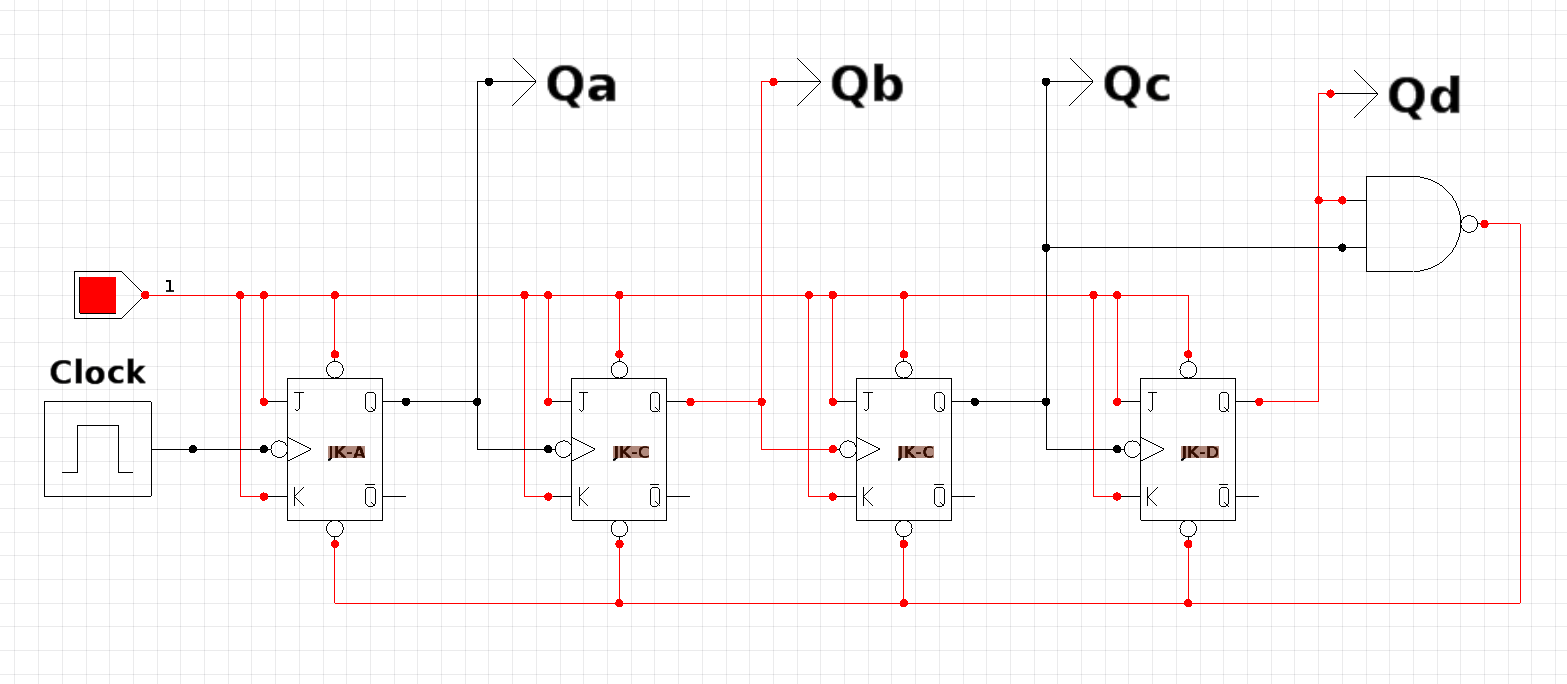 Qa Qb Qc Qd
1
Clock
J Q J Q J Q J Q
JK-A JK-C JK-C JK-D
K Q̅ K Q̅ K Q̅ K Q̅